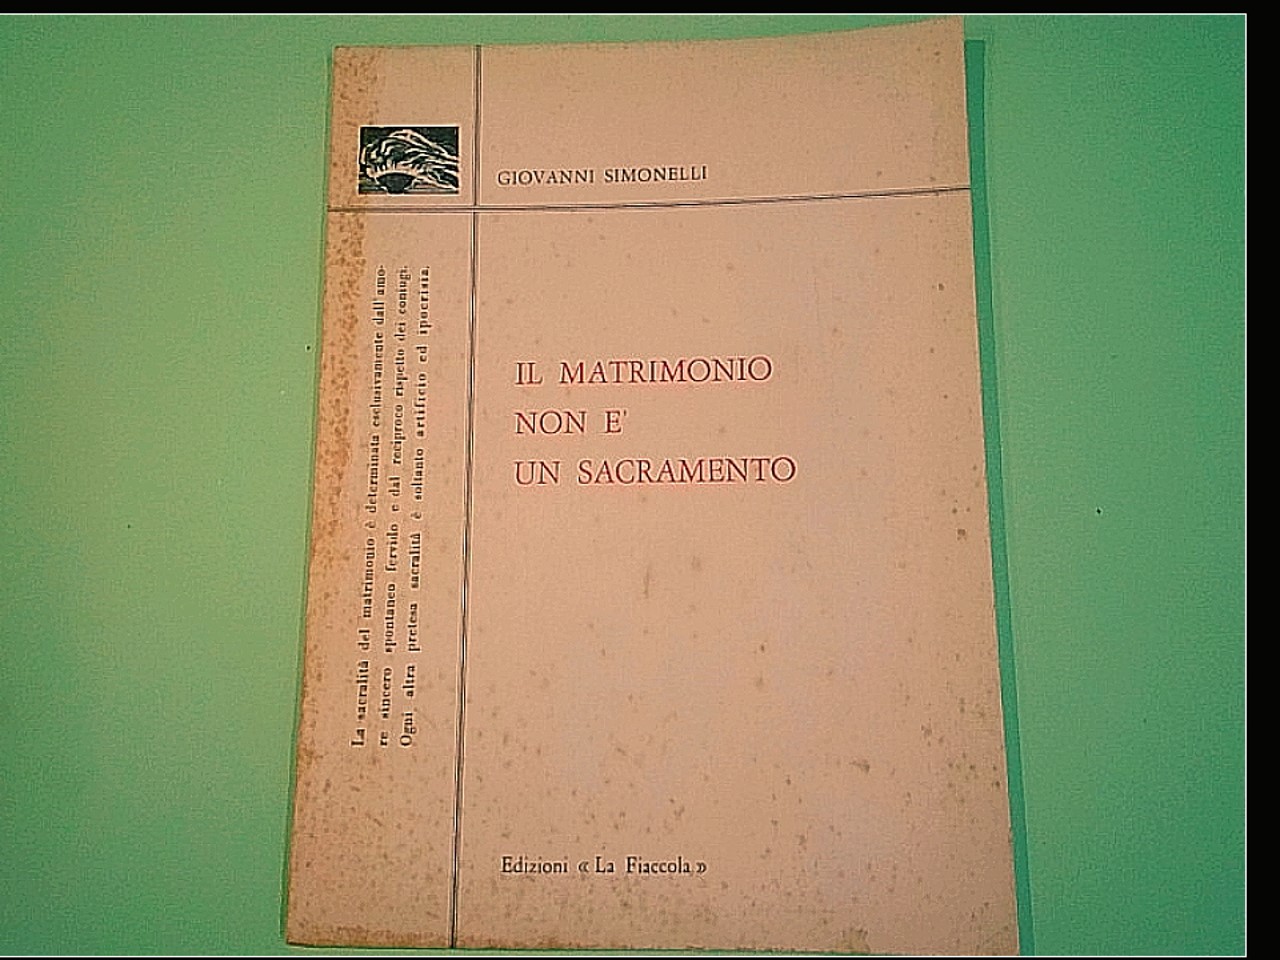 GIOVANNI SIMONELLI
La sacralità del matrimonio è determinata esclusivamente dall'amo-
re sincero spontaneo fervido e dal reciproco rispetto dei coniugi.
Ogni altra pretesa sacralità è soltanto artificio ed ipocrisia.
IL MATRIMONIO
NON E'
UN SACRAMENTO
Edizioni « La Fiaccola »